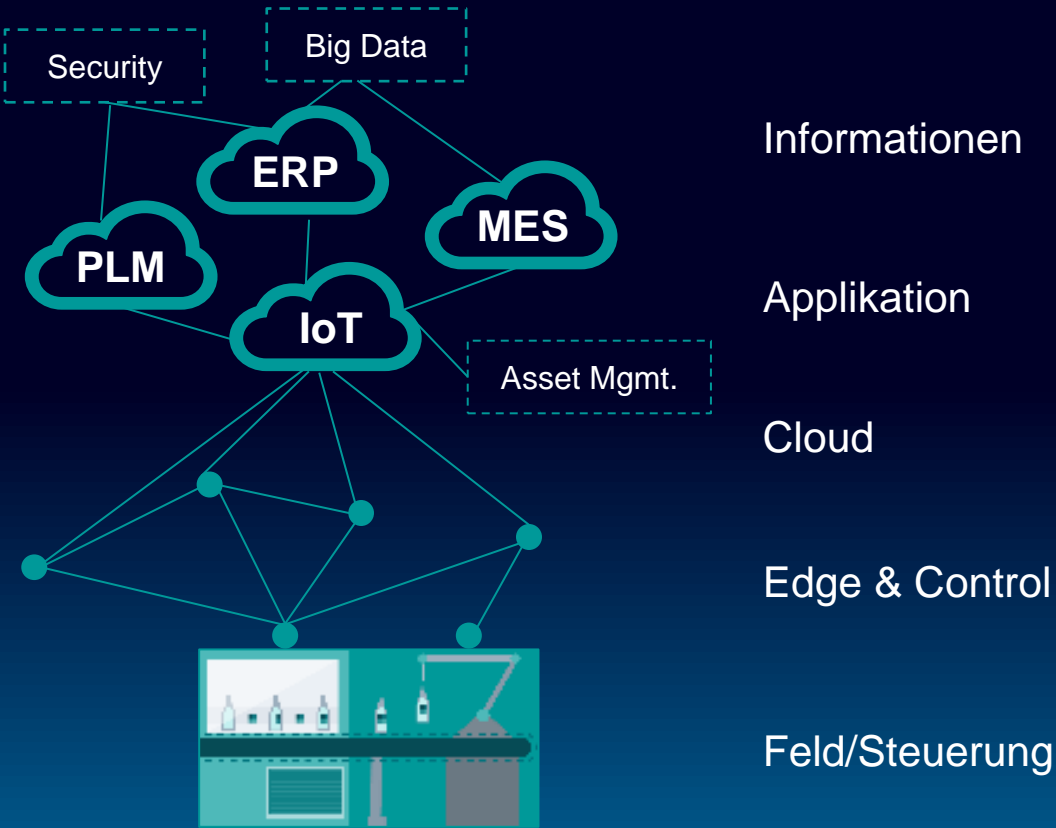 Big Data
Security
ERP
MES
PLM
IoT
Asset Mgmt.
Informationen
Applikation
Cloud
Edge & Control
Feld/Steuerung